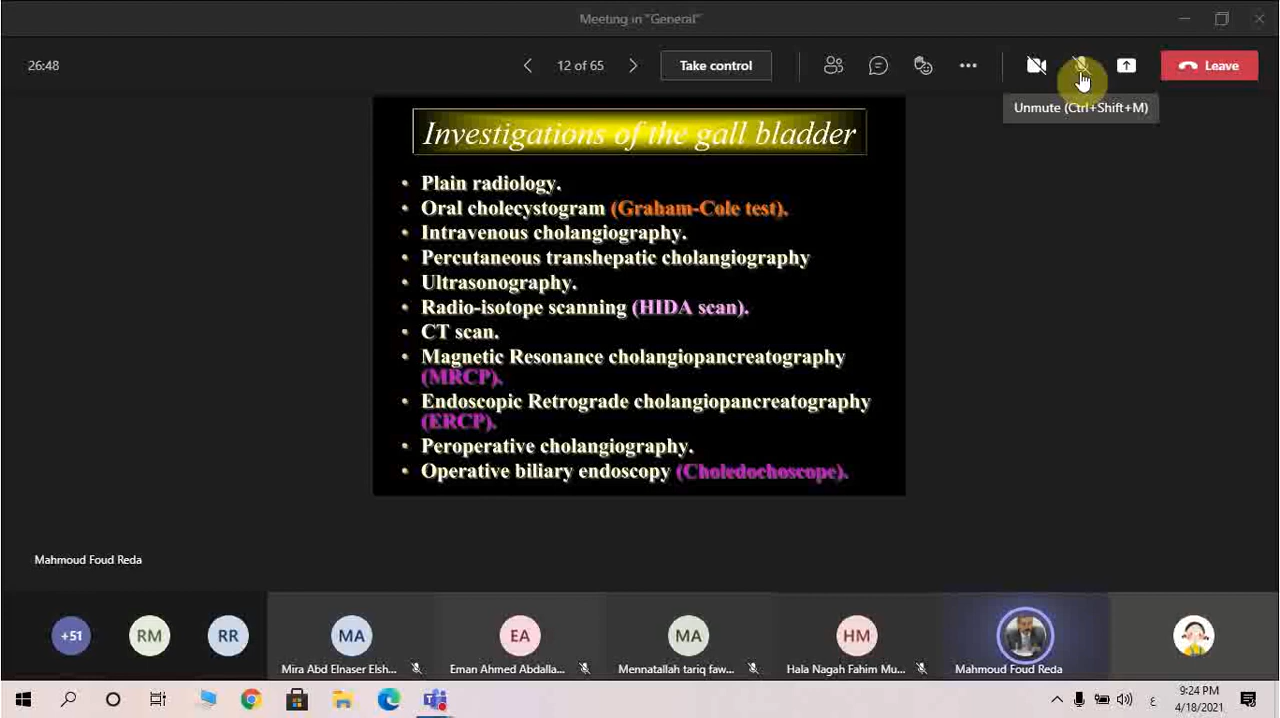 Meeting in "General"
26:48
12 of 65
Take control
Leave
Unmute (Ctrl+Shift+M)
Investigations of the gall bladder
• Plain radiology.
• Oral cholecystogram (Graham-Cole test).
• Intravenous cholangiography.
• Percutaneous transhepatic cholangiography
• Ultrasonography.
• Radio-isotope scanning (HIDA scan).
• CT scan.
• Magnetic Resonance cholangiopancreatography
(MRCP).
• Endoscopic Retrograde cholangiopancreatography
(ERCP).
• Peroperative cholangiography.
• Operative biliary endoscopy (Choledochoscope).
Mahmoud Foud Reda
+51
RM
RR
MA
EA
MA
HM
Mira Abd Elnaser Elsh...
Eman Ahmed Abdalla...
Mennatallah tariq faw...
Hala Nagah Fahim Mu...
Mahmoud Foud Reda
ع
9:24 PM
4/18/2021